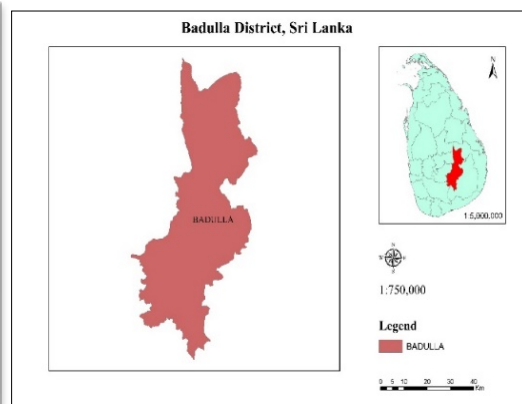 Badulla District, Sri Lanka
BADULLA
N
1:5,900,000
N
1:750,000
Legend
BADULLA
0 5 10 20 30 40
Km